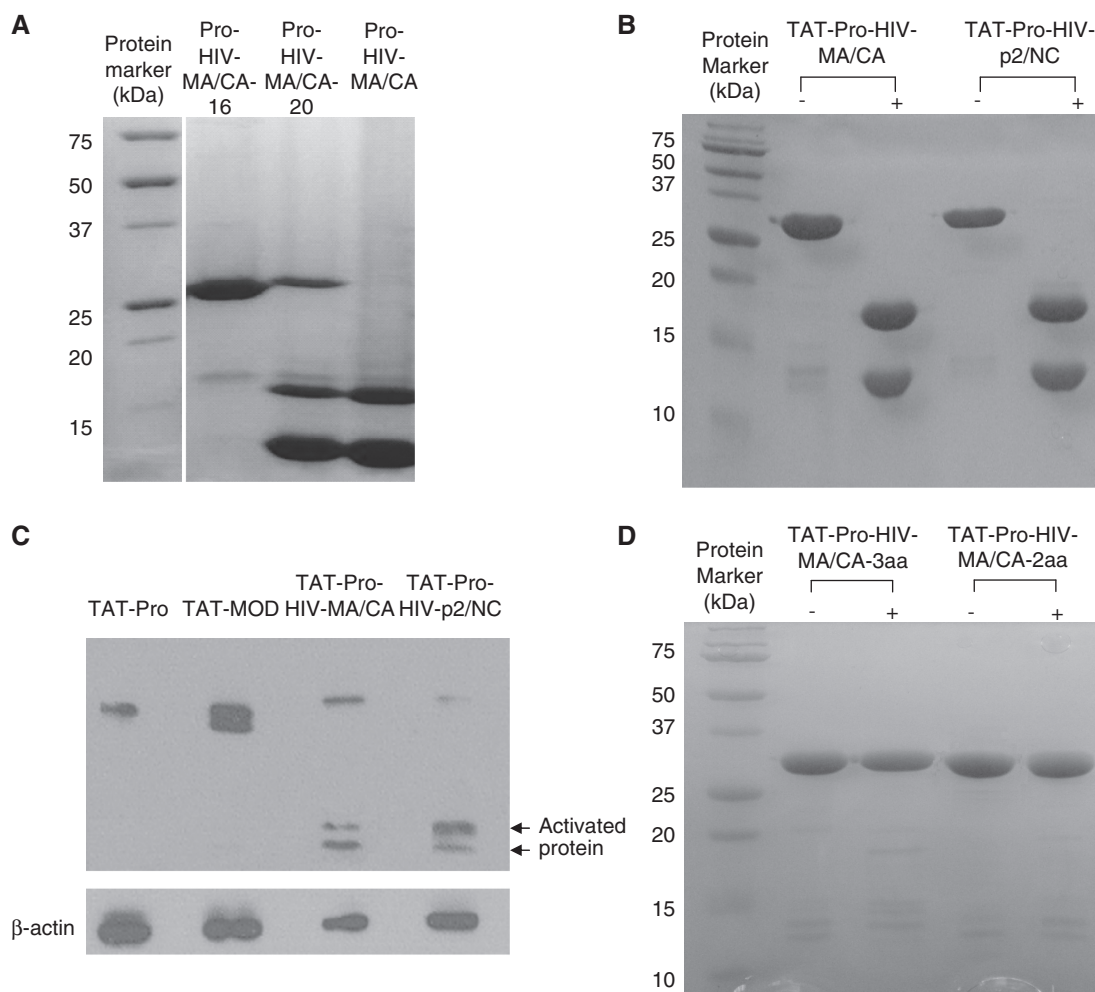 A
Protein
marker
(kDa)
Pro-
HIV-
MA/CA-
16
Pro-
HIV-
MA/CA-
20
Pro-
HIV-
MA/CA
75
50
37
25
20
15
B
Protein
Marker
(kDa)
TAT-Pro-HIV-
MA/CA
- +
TAT-Pro-HIV-
p2/NC
- +
75
50
37
25
20
15
10
C
TAT-Pro
TAT-MOD
TAT-Pro-
HIV-MA/CA
TAT-Pro-
HIV-p2/NC
Activated
protein
β-actin
D
Protein
Marker
(kDa)
TAT-Pro-HIV-
MA/CA-3aa
- +
TAT-Pro-HIV-
MA/CA-2aa
- +
75
50
37
25
20
15
10